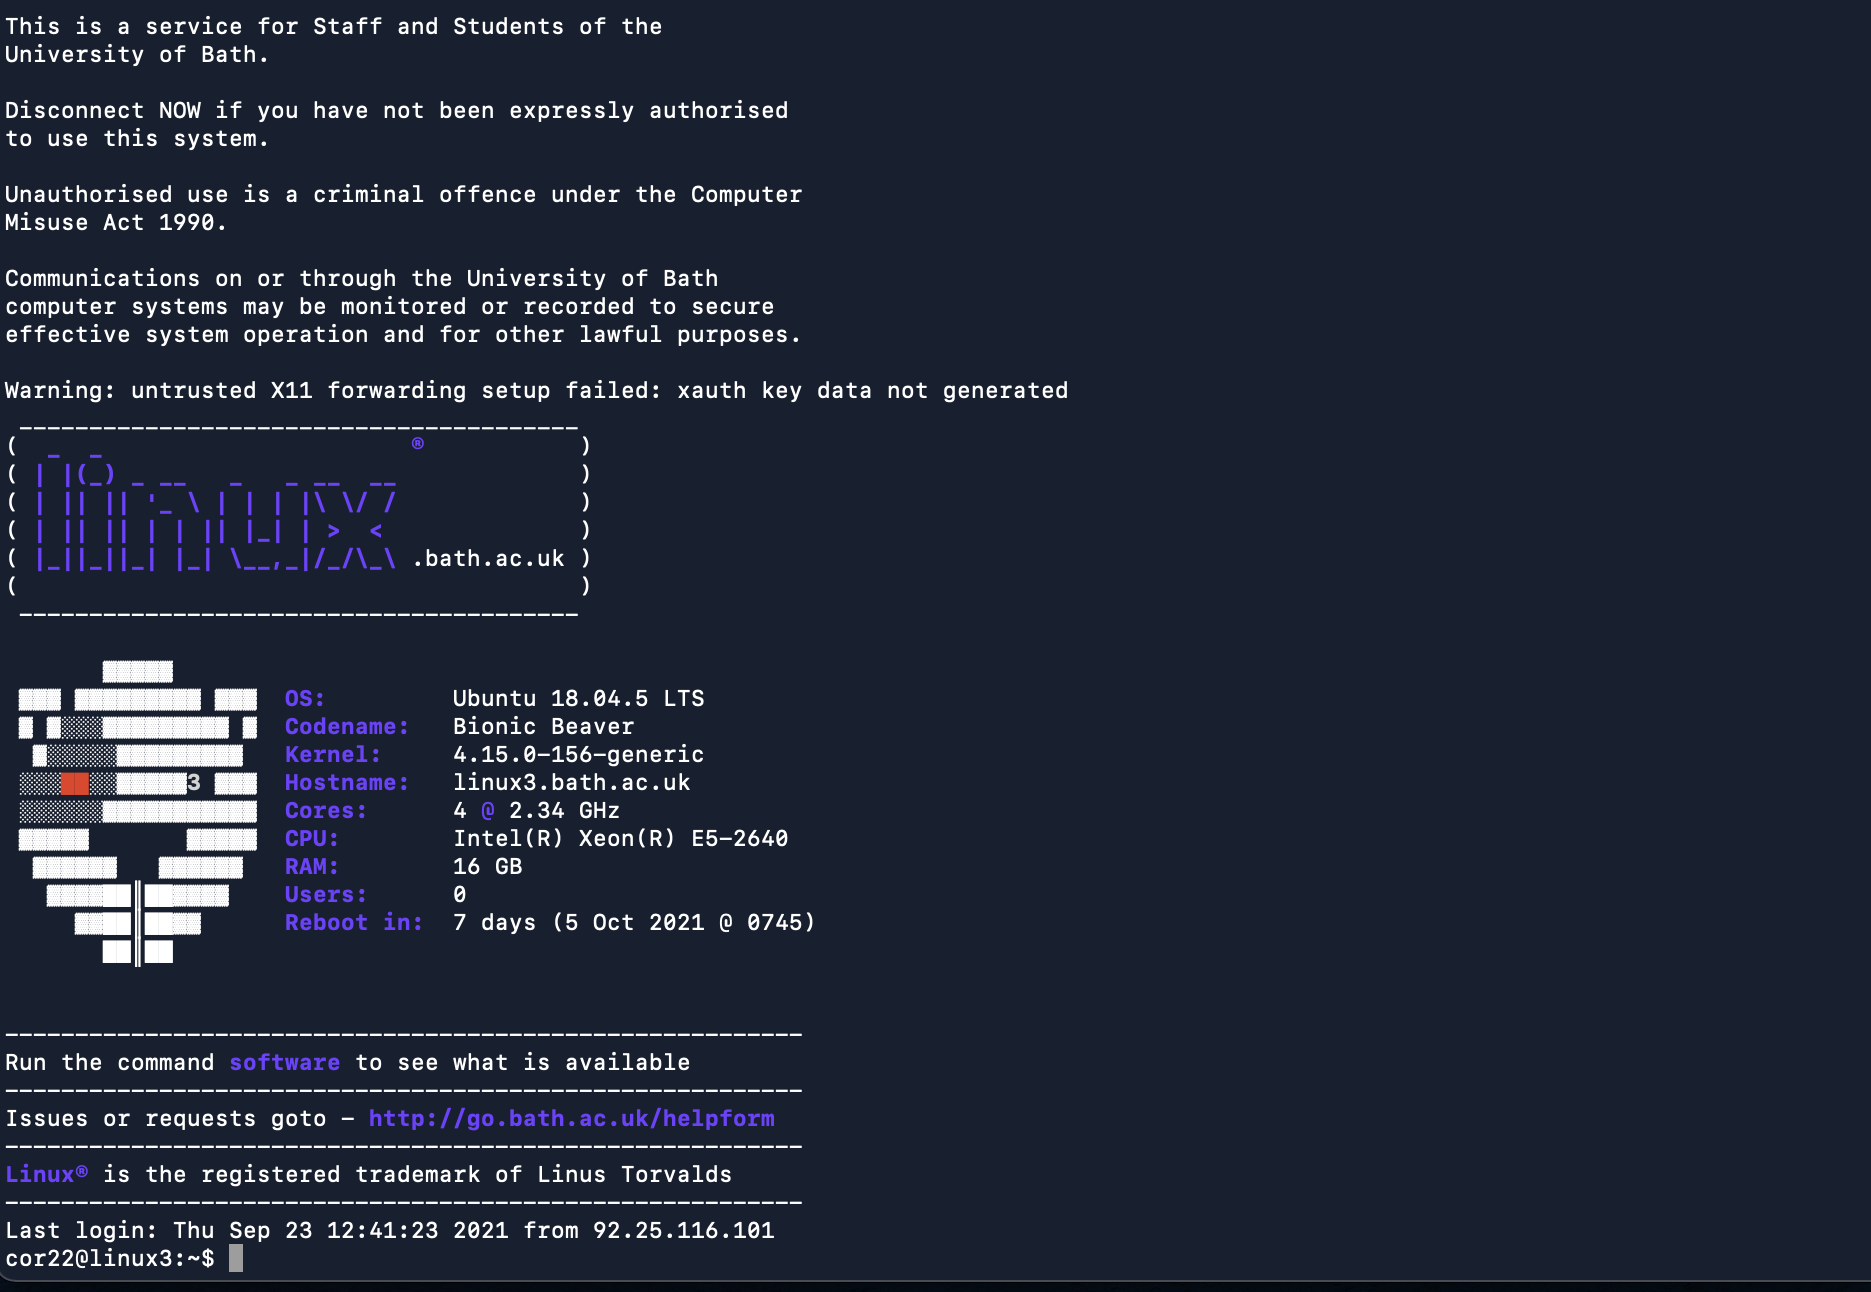 This is a service for Staff and Students of the
University of Bath.
Disconnect NOW if you have not been expressly authorised
to use this system.
Unauthorised use is a criminal offence under the Computer
Misuse Act 1990.
Communications on or through the University of Bath
computer systems may be monitored or recorded to secure
effective system operation and for other lawful purposes.
Warning: untrusted X11 forwarding setup failed: xauth key data not generated
linux®
.bath.ac.uk
OS: Ubuntu 18.04.5 LTS
Codename: Bionic Beaver
Kernel: 4.15.0-156-generic
3 Hostname: linux3.bath.ac.uk
Cores: 4 @ 2.34 GHz
CPU: Intel(R) Xeon(R) E5-2640
RAM: 16 GB
Users: 0
Reboot in: 7 days (5 Oct 2021 @ 0745)
Run the command software to see what is available
Issues or requests goto - http://go.bath.ac.uk/helpform
Linux® is the registered trademark of Linus Torvalds
Last login: Thu Sep 23 12:41:23 2021 from 92.25.116.101
cor22@linux3:~$